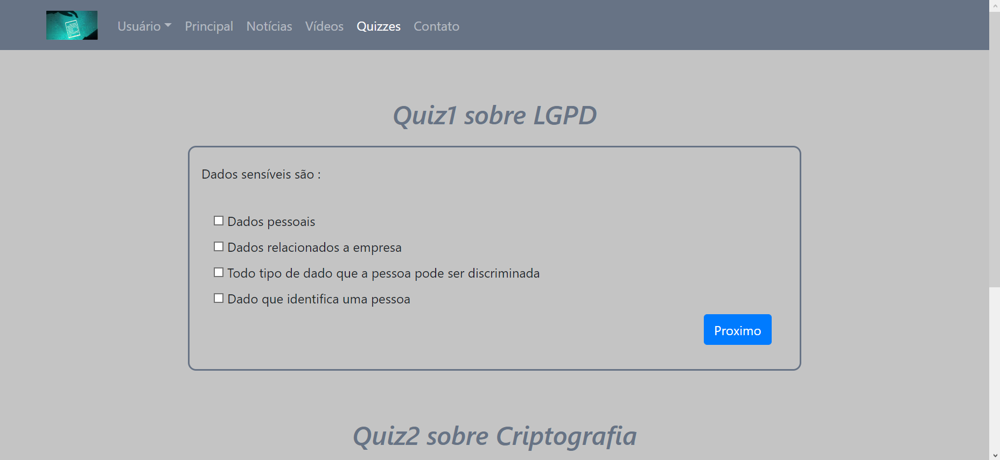 Usuário Principal Notícias Vídeos Quizzes Contato
Quiz1 sobre LGPD
Dados sensíveis são :
Dados pessoais
Dados relacionados a empresa
Todo tipo de dado que a pessoa pode ser discriminada
Dado que identifica uma pessoa
Proximo
Quiz2 sobre Criptografia